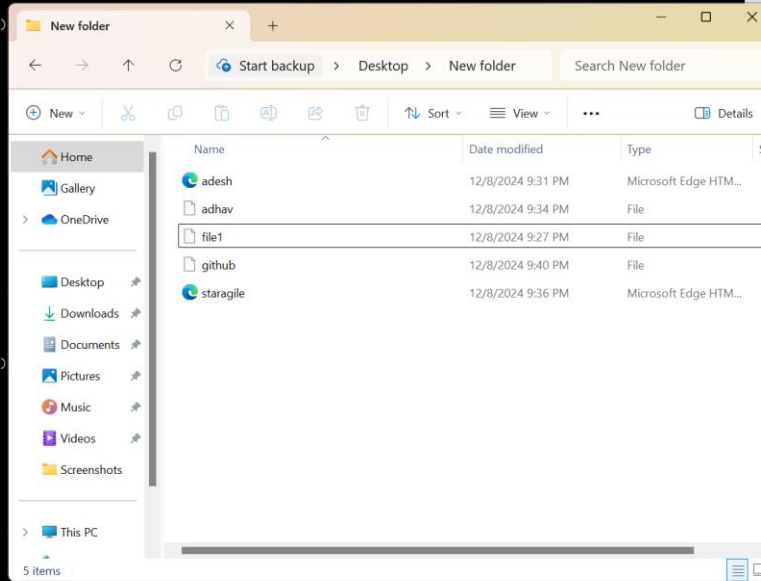 New folder
Start backup > Desktop > New folder Search New folder
New Sort View ... Details
Name Date modified Type
Home
Gallery
OneDrive
Desktop
Downloads
Documents
Pictures
Music
Videos
Screenshots
This PC
adesh 12/8/2024 9:31 PM Microsoft Edge HTM...
adhav 12/8/2024 9:34 PM File
file1 12/8/2024 9:27 PM File
github 12/8/2024 9:40 PM File
staragile 12/8/2024 9:36 PM Microsoft Edge HTM...
5 items